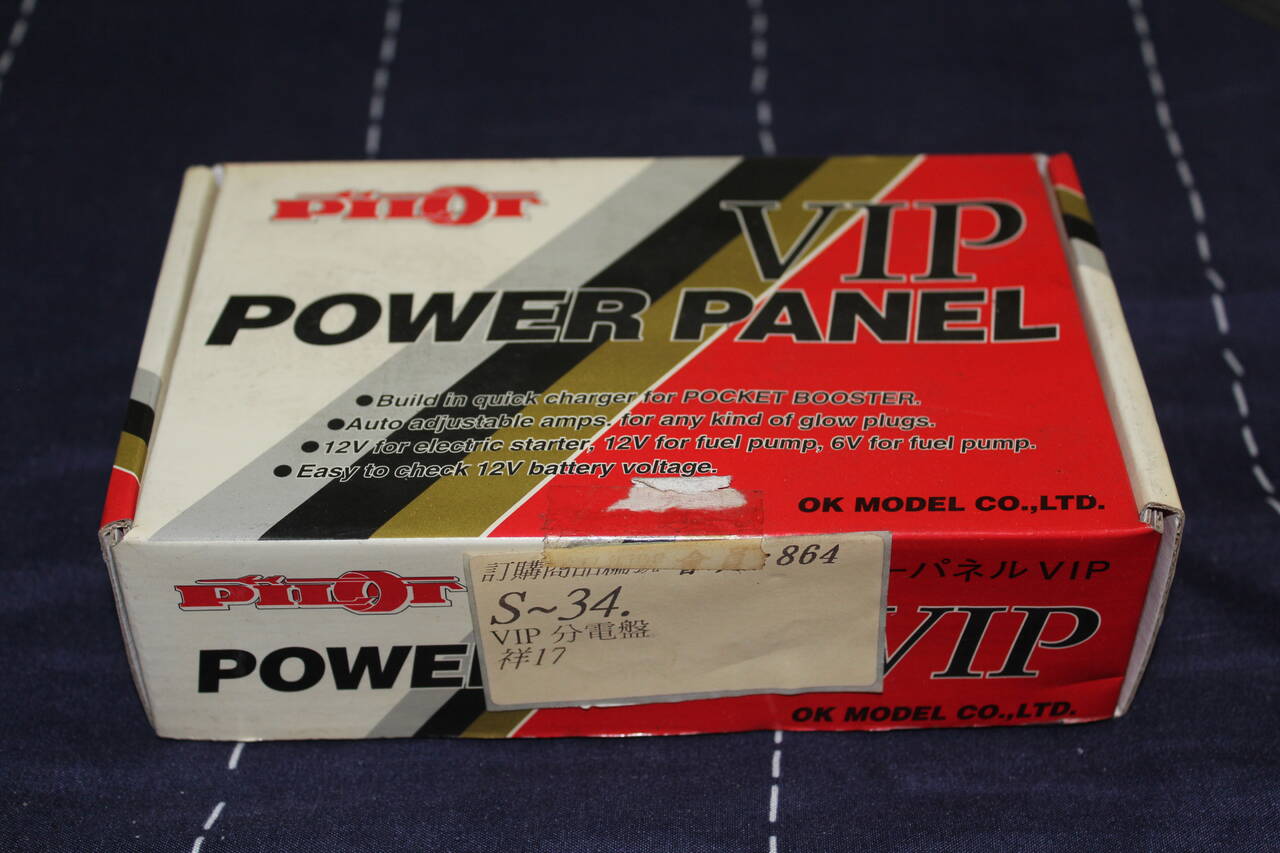 PILOT
VIP
POWER PANEL
●Build in quick charger for POCKET BOOSTER.
●Auto adjustable amps. for any kind of glow plugs.
●12V for electric starter, 12V for fuel pump, 6V for fuel pump.
●Easy to check 12V battery voltage.
OK MODEL CO.,LTD.
訂購商品編號 864
S~34.
VIP 分電盤
祥17
ーパネル VIP
PILOT
POWE
VIP
OK MODEL CO.,LTD.